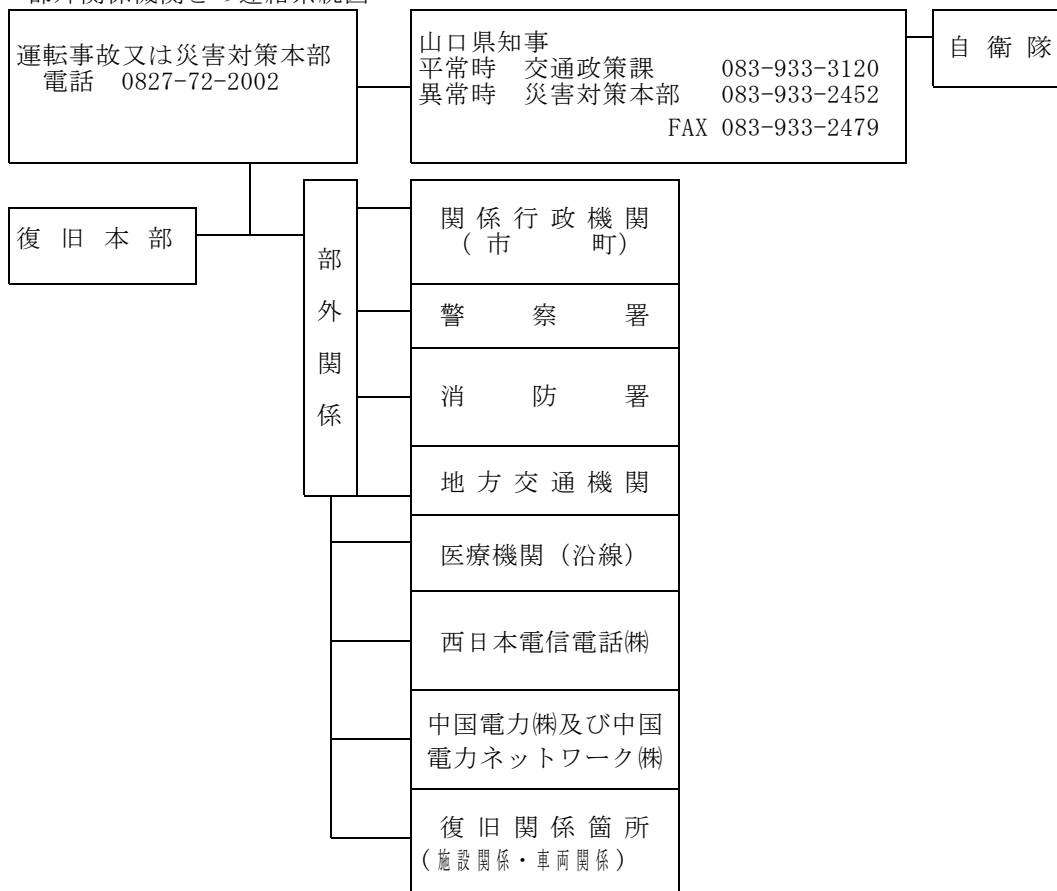 部外関係機関との連絡系統図
運転事故又は災害対策本部
電話 0827-72-2002
山口県知事
平常時 交通政策課 083-933-3120
異常時 災害対策本部 083-933-2452
FAX 083-933-2479
自 衛 隊
復 旧 本 部
部外関係
関 係 行 政 機 関
( 市 町)
警 察 署
消 防 署
地 方 交 通 機 関
医療機関 (沿線)
西日本電信電話㈱
中国電力㈱及び中国
電力ネットワーク㈱
復 旧 関 係 箇 所
( 施設関係・車両関係 )